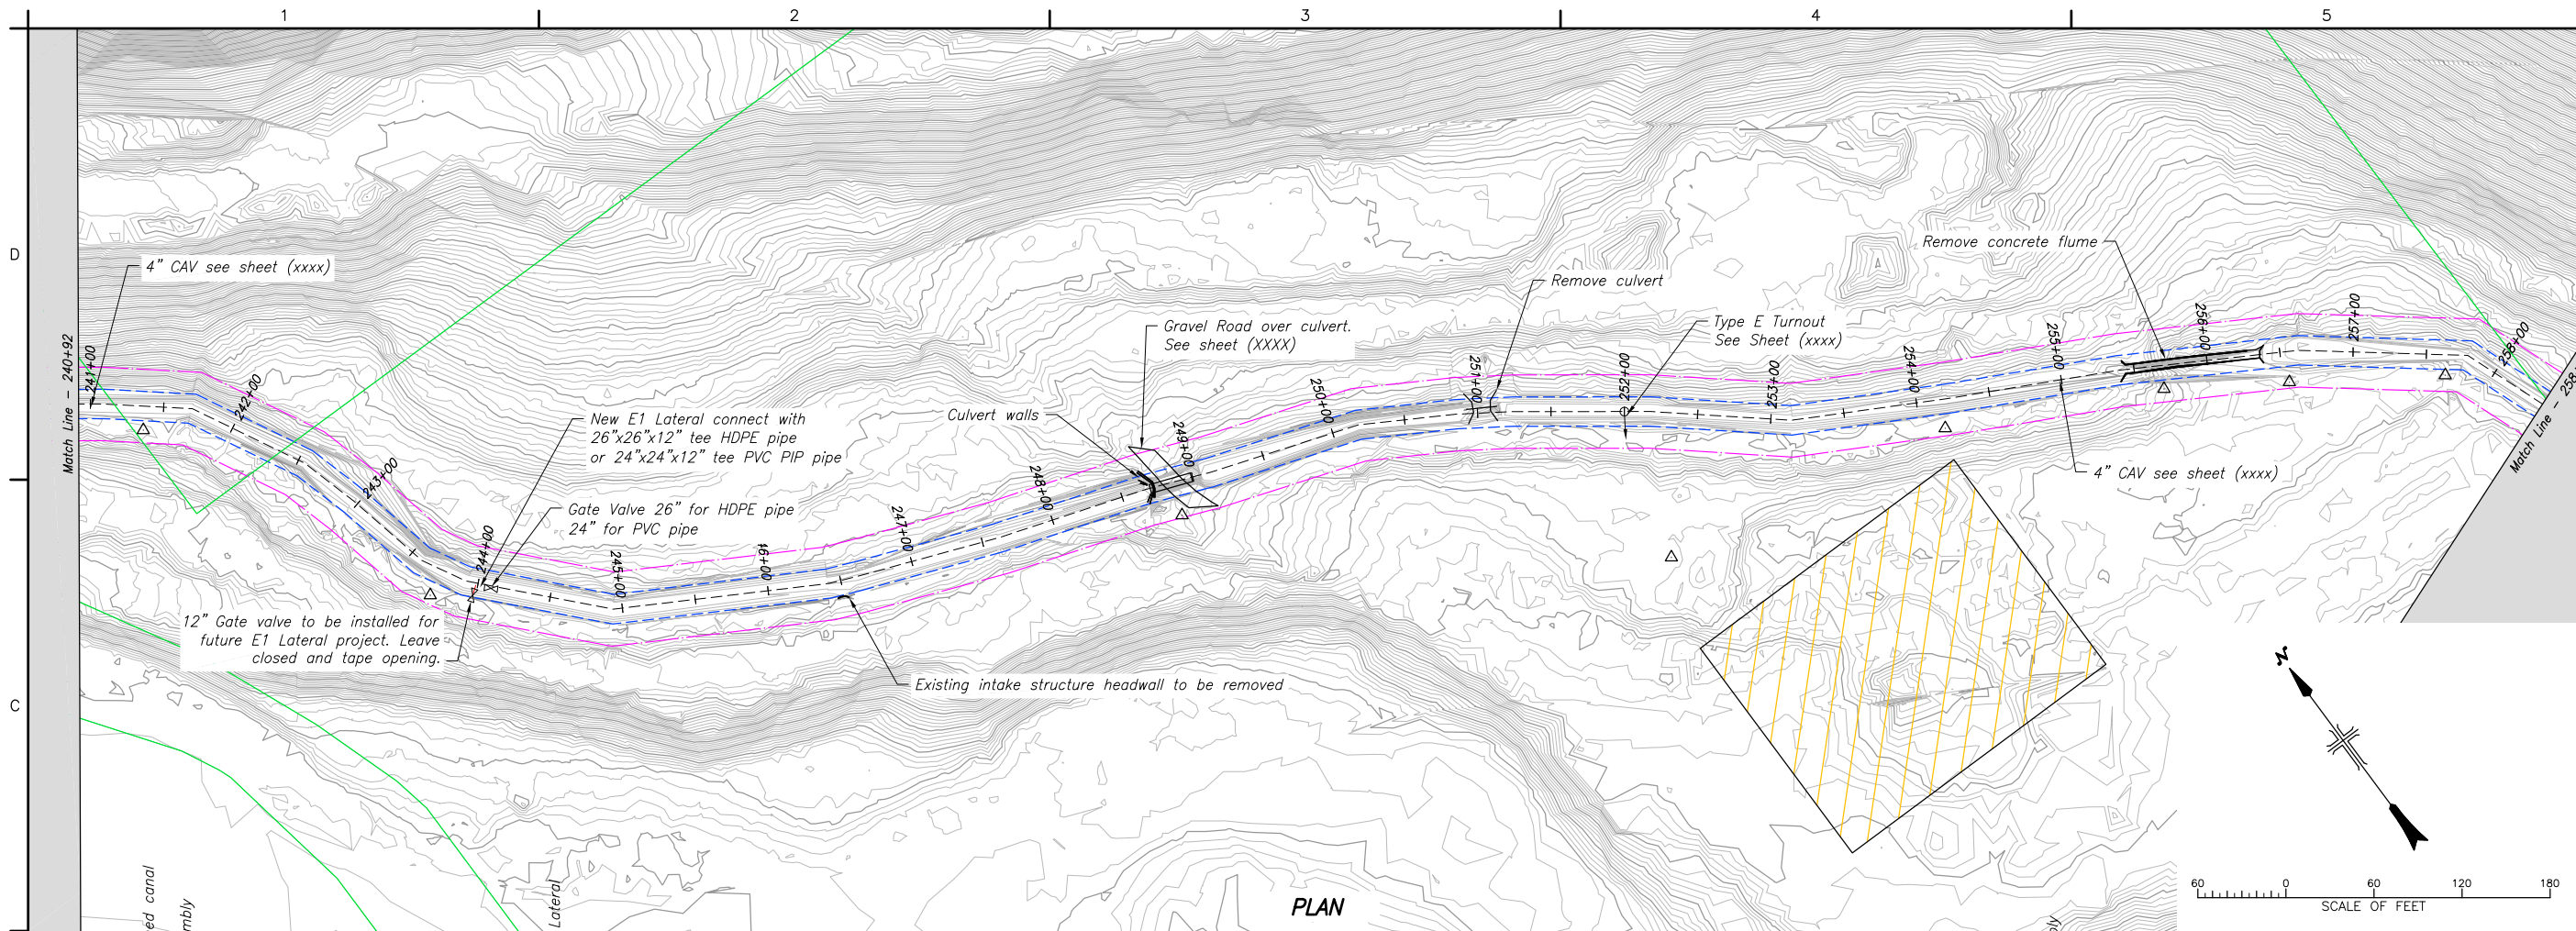 1
2
3
4
5
D
C
4" CAV see sheet (xxxx)
Match Line - 240+92
241+00
242+00
243+00
244+00
245+00
247+00
248+00
249+00
250+00
251+00
252+00
253+00
254+00
255+00
256+00
257+00
258+00
New E1 Lateral connect with
26"x26"x12" tee HDPE pipe
or 24"x24"x12" tee PVC PIP pipe
Gate Valve 26" for HDPE pipe
24" for PVC pipe
12" Gate valve to be installed for
future E1 Lateral project. Leave
closed and tape opening.
Existing intake structure headwall to be removed
Culvert walls
Gravel Road over culvert.
See sheet (XXXX)
Remove culvert
Type E Turnout
See Sheet (xxxx)
Remove concrete flume
4" CAV see sheet (xxxx)
Match Line - 258
N
60 0 60 120 180
SCALE OF FEET
PLAN
canal
Lateral